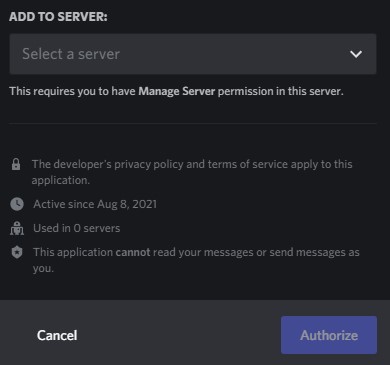 ADD TO SERVER:
Select a server
This requires you to have Manage Server permission in this server.
The developer's privacy policy and terms of service apply to this
application.
Active since Aug 8, 2021
Used in 0 servers
This application cannot read your messages or send messages as
you.
Cancel
Authorize